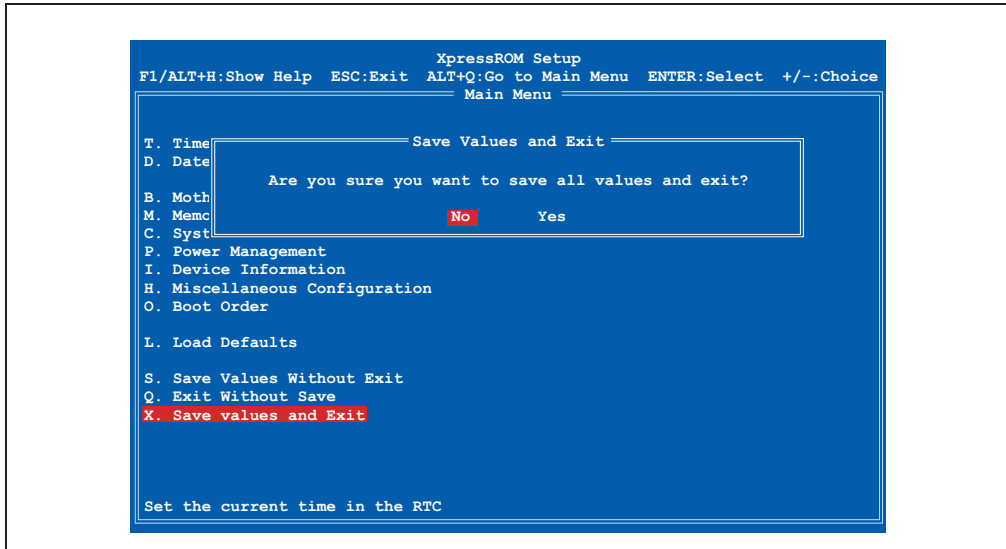 XpressROM Setup
F1/ALT+H:Show Help ESC:Exit ALT+Q:Go to Main Menu ENTER:Select +/-:Choice
Main Menu
T. Time
Save Values and Exit
D. Date
Are you sure you want to save all values and exit?
B. Moth
M. Memo
No Yes
C. Syst
P. Power Management
I. Device Information
H. Miscellaneous Configuration
O. Boot Order
L. Load Defaults
S. Save Values Without Exit
Q. Exit Without Save
X. Save values and Exit
Set the current time in the RTC